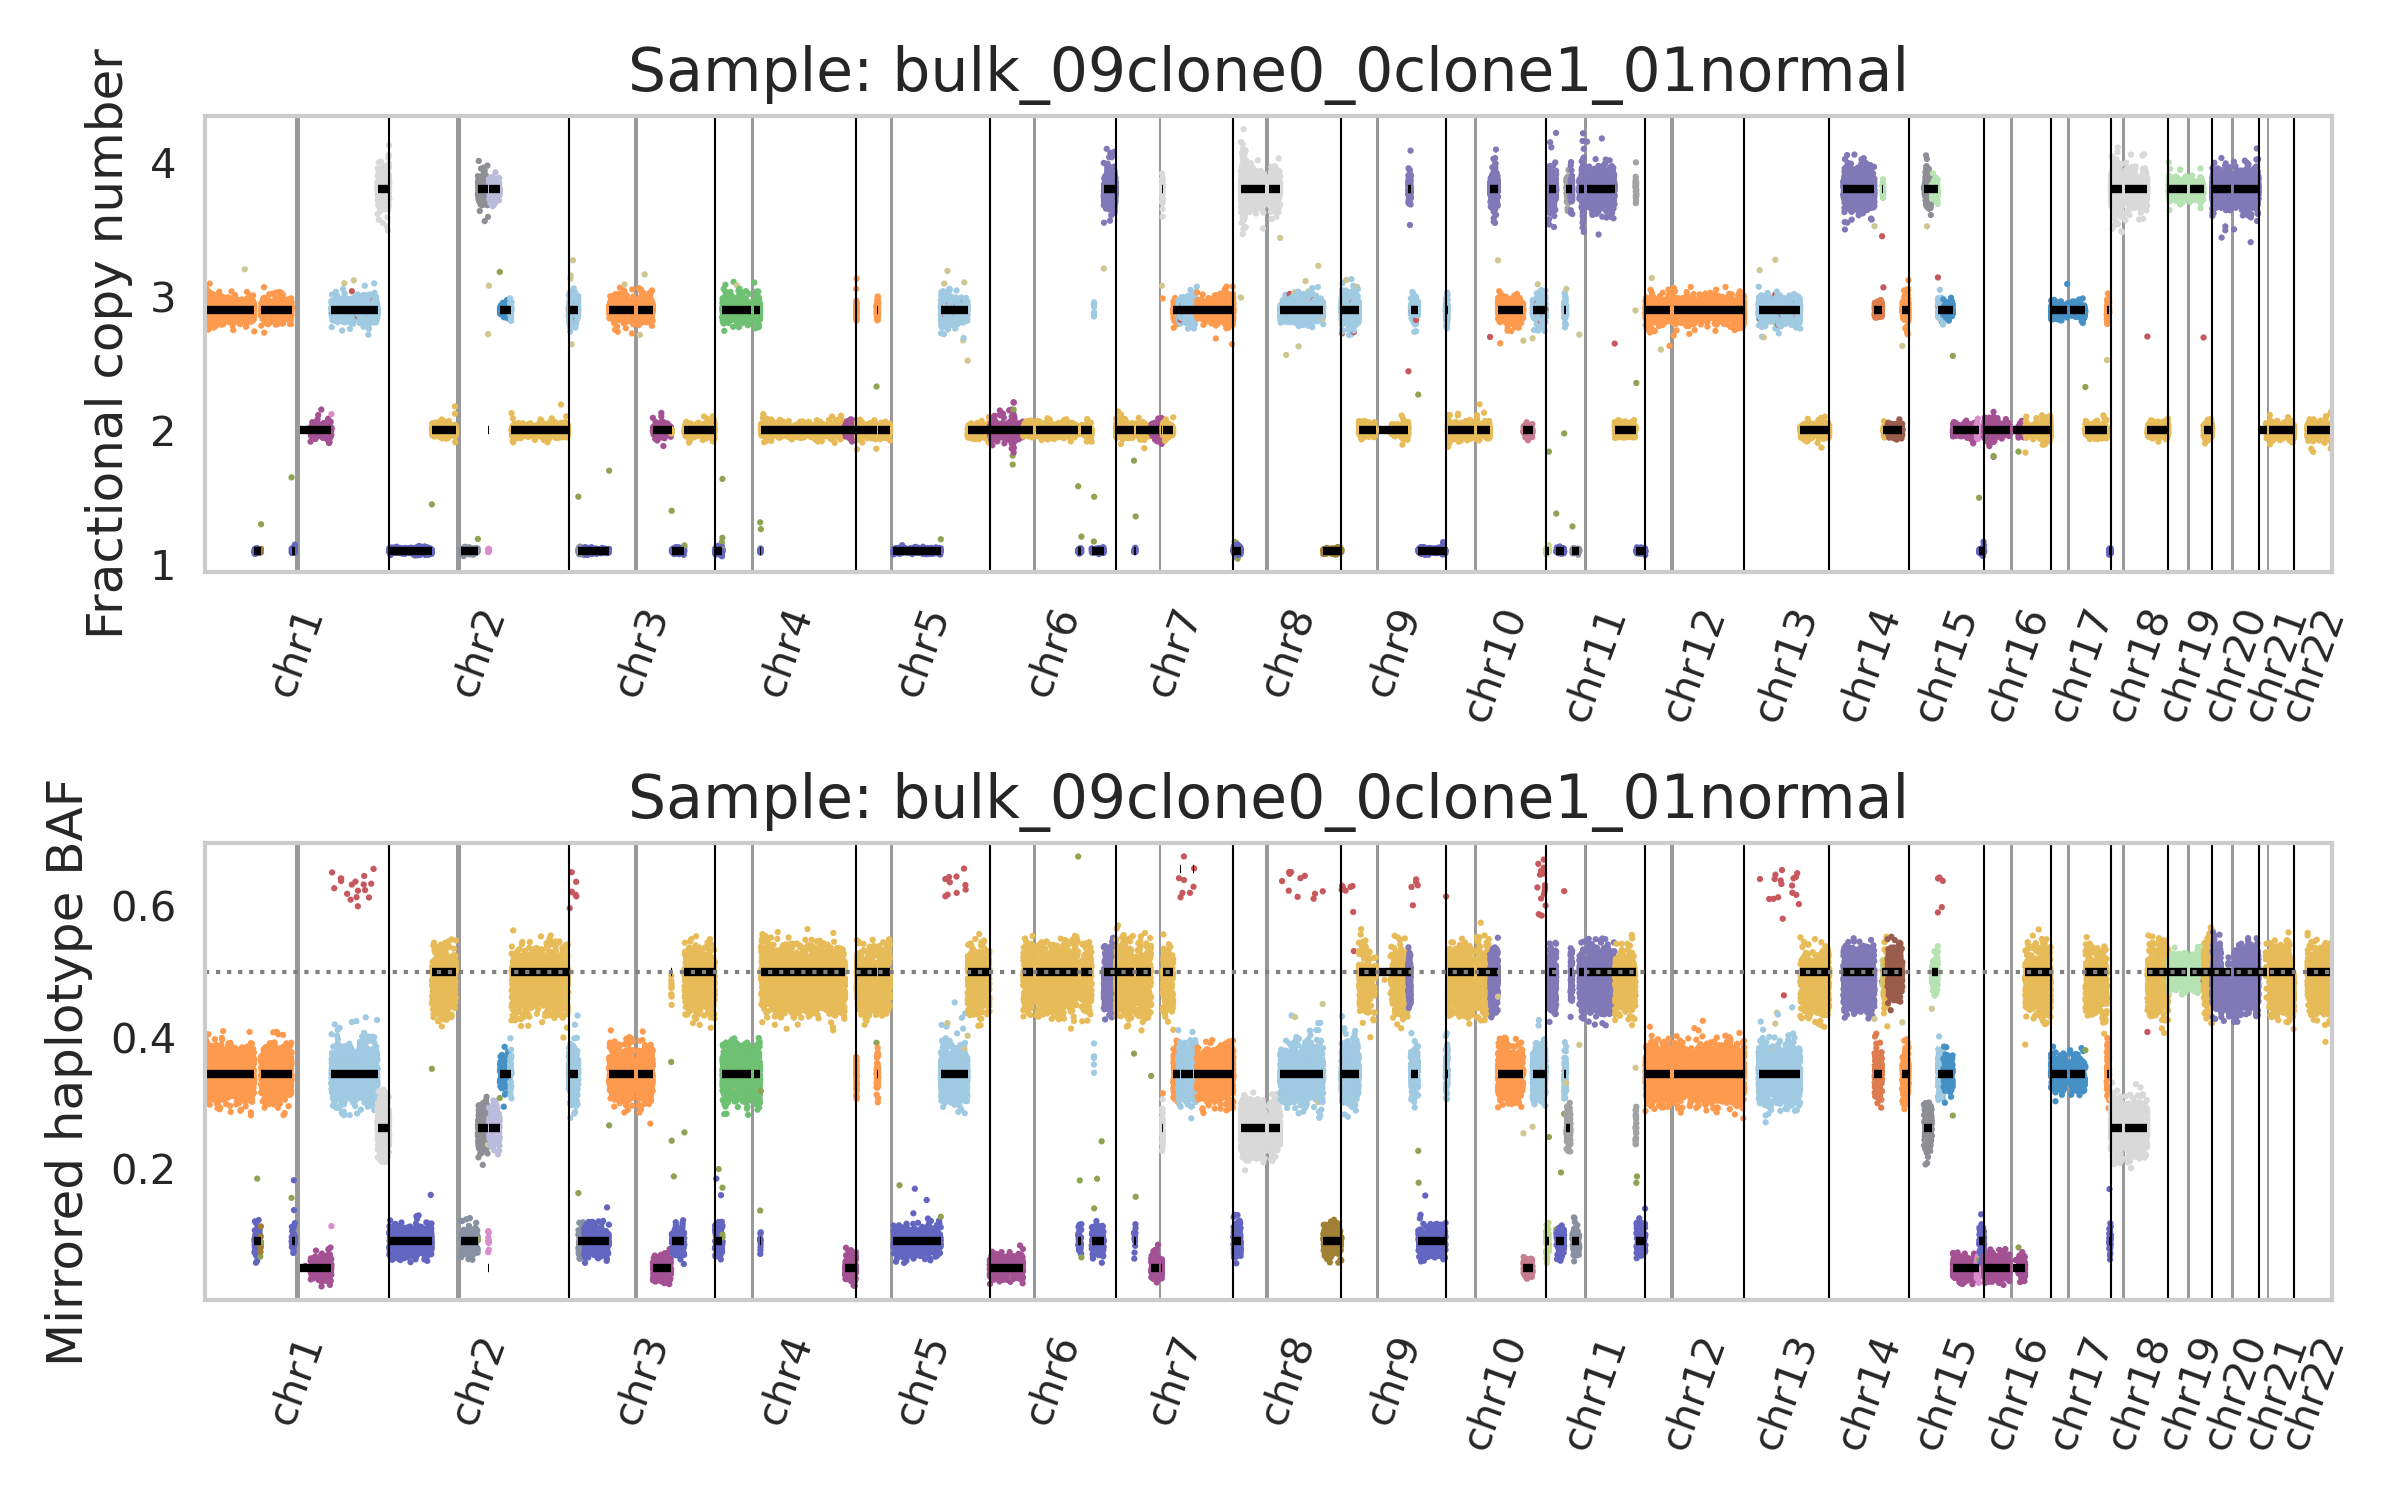 Sample: bulk_09clone0_0clone1_01normal
Fractional copy number
4
3
2
1
chr1 chr2 chr3 chr4 chr5 chr6 chr7 chr8 chr9 chr10 chr11 chr12 chr13 chr14 chr15 chr16 chr17 chr18 chr19 chr20 chr21 chr22
Sample: bulk_09clone0_0clone1_01normal
Mirrored haplotype BAF
0.6
0.4
0.2
chr1 chr2 chr3 chr4 chr5 chr6 chr7 chr8 chr9 chr10 chr11 chr12 chr13 chr14 chr15 chr16 chr17 chr18 chr19 chr20 chr21 chr22